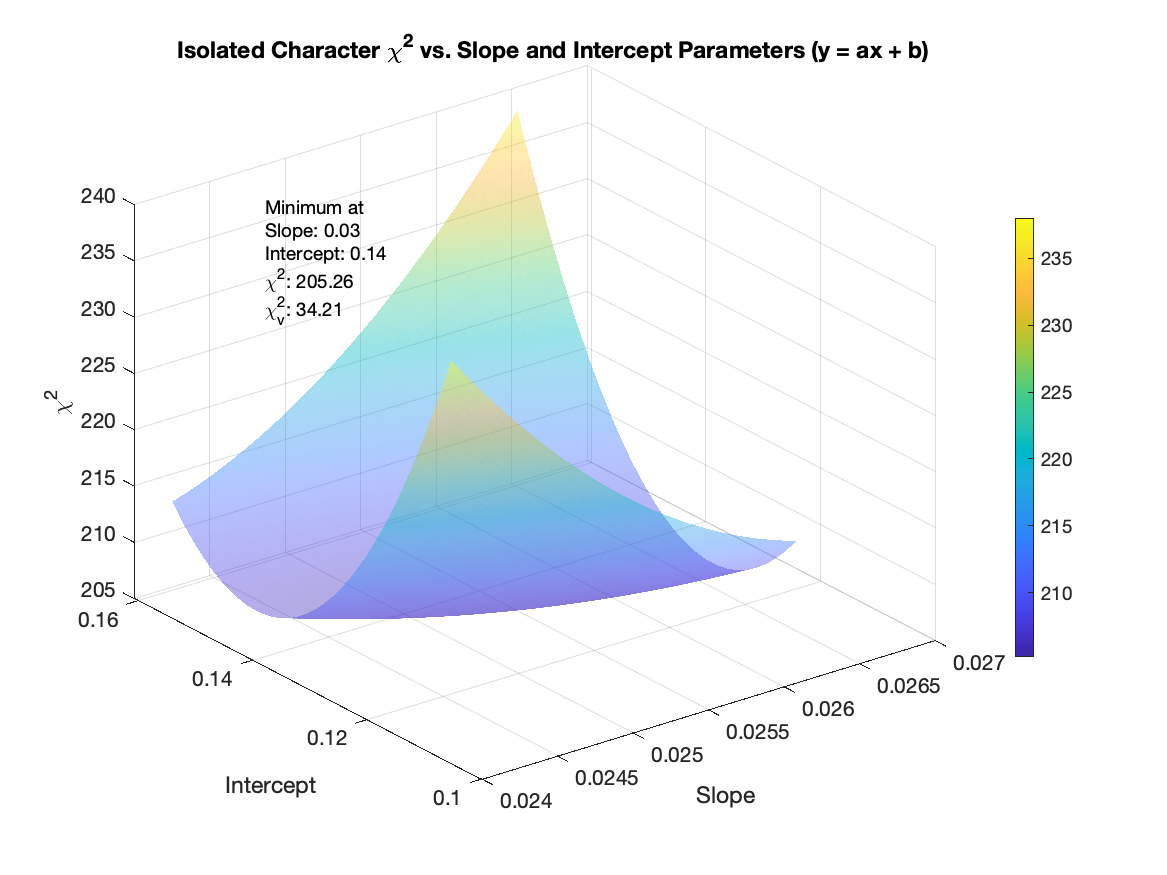 Isolated Character χ² vs. Slope and Intercept Parameters (y = ax + b)
Minimum at
Slope: 0.03
Intercept: 0.14
χ²: 205.26
χ²ᵥ: 34.21
χ²
240
235
230
225
220
215
210
205
0.16
0.14
0.12
0.1
Intercept
0.024
0.0245
0.025
0.0255
0.026
0.0265
0.027
Slope
235
230
225
220
215
210